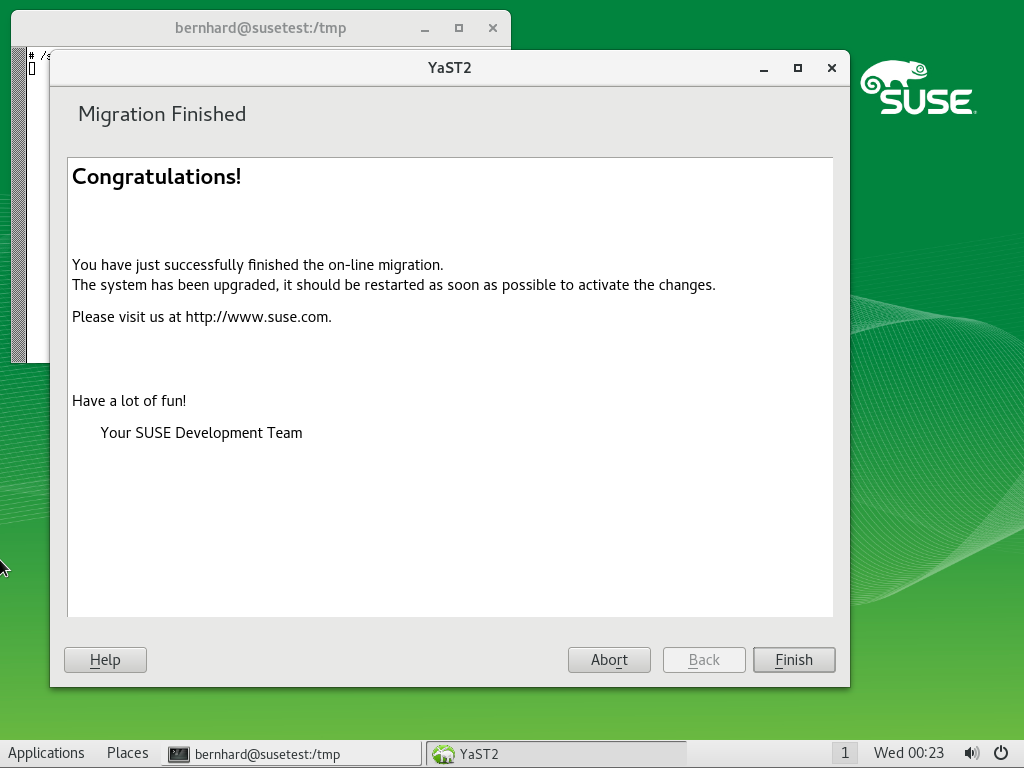 bernhard@susetest:/tmp
# /s
YaST2
SUSE
Migration Finished
Congratulations!
You have just successfully finished the on-line migration.
The system has been upgraded, it should be restarted as soon as possible to activate the changes.
Please visit us at http://www.suse.com.
Have a lot of fun!
Your SUSE Development Team
Help
Abort
Back
Finish
Applications
Places
bernhard@susetest:/tmp
YaST2
1
Wed 00:23